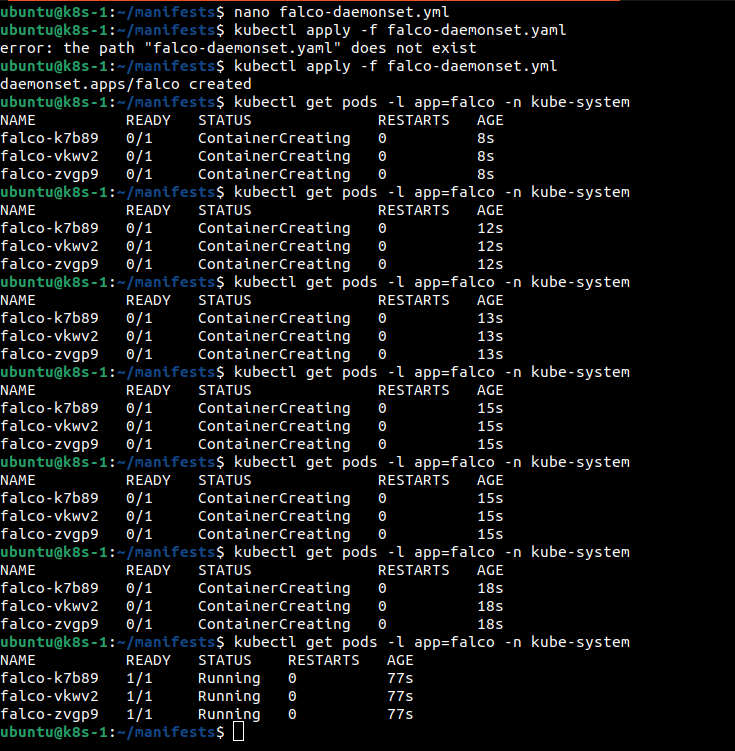 ubuntu@k8s-1:~/manifests$ nano falco-daemonset.yml
ubuntu@k8s-1:~/manifests$ kubectl apply -f falco-daemonset.yaml
error: the path "falco-daemonset.yaml" does not exist
ubuntu@k8s-1:~/manifests$ kubectl apply -f falco-daemonset.yml
daemonset.apps/falco created
ubuntu@k8s-1:~/manifests$ kubectl get pods -l app=falco -n kube-system
NAME READY STATUS RESTARTS AGE
falco-k7b89 0/1 ContainerCreating 0 8s
falco-vkwv2 0/1 ContainerCreating 0 8s
falco-zvgp9 0/1 ContainerCreating 0 8s
ubuntu@k8s-1:~/manifests$ kubectl get pods -l app=falco -n kube-system
NAME READY STATUS RESTARTS AGE
falco-k7b89 0/1 ContainerCreating 0 12s
falco-vkwv2 0/1 ContainerCreating 0 12s
falco-zvgp9 0/1 ContainerCreating 0 12s
ubuntu@k8s-1:~/manifests$ kubectl get pods -l app=falco -n kube-system
NAME READY STATUS RESTARTS AGE
falco-k7b89 0/1 ContainerCreating 0 13s
falco-vkwv2 0/1 ContainerCreating 0 13s
falco-zvgp9 0/1 ContainerCreating 0 13s
ubuntu@k8s-1:~/manifests$ kubectl get pods -l app=falco -n kube-system
NAME READY STATUS RESTARTS AGE
falco-k7b89 0/1 ContainerCreating 0 15s
falco-vkwv2 0/1 ContainerCreating 0 15s
falco-zvgp9 0/1 ContainerCreating 0 15s
ubuntu@k8s-1:~/manifests$ kubectl get pods -l app=falco -n kube-system
NAME READY STATUS RESTARTS AGE
falco-k7b89 0/1 ContainerCreating 0 15s
falco-vkwv2 0/1 ContainerCreating 0 15s
falco-zvgp9 0/1 ContainerCreating 0 15s
ubuntu@k8s-1:~/manifests$ kubectl get pods -l app=falco -n kube-system
NAME READY STATUS RESTARTS AGE
falco-k7b89 0/1 ContainerCreating 0 18s
falco-vkwv2 0/1 ContainerCreating 0 18s
falco-zvgp9 0/1 ContainerCreating 0 18s
ubuntu@k8s-1:~/manifests$ kubectl get pods -l app=falco -n kube-system
NAME READY STATUS RESTARTS AGE
falco-k7b89 1/1 Running 0 77s
falco-vkwv2 1/1 Running 0 77s
falco-zvgp9 1/1 Running 0 77s
ubuntu@k8s-1:~/manifests$